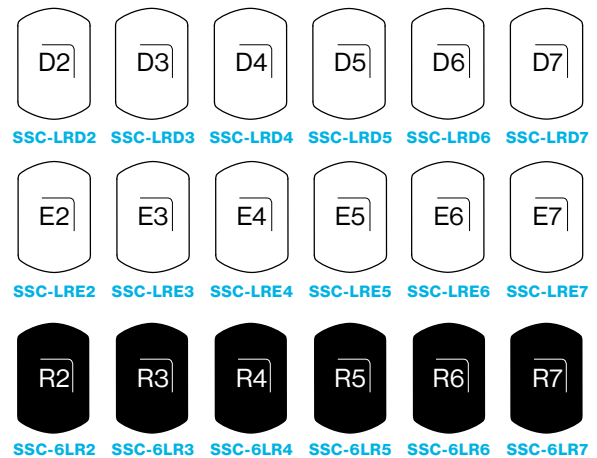 D2 D3 D4 D5 D6 D7
SSC-LRD2 SSC-LRD3 SSC-LRD4 SSC-LRD5 SSC-LRD6 SSC-LRD7
E2 E3 E4 E5 E6 E7
SSC-LRE2 SSC-LRE3 SSC-LRE4 SSC-LRE5 SSC-LRE6 SSC-LRE7
R2 R3 R4 R5 R6 R7
SSC-6LR2 SSC-6LR3 SSC-6LR4 SSC-6LR5 SSC-6LR6 SSC-6LR7